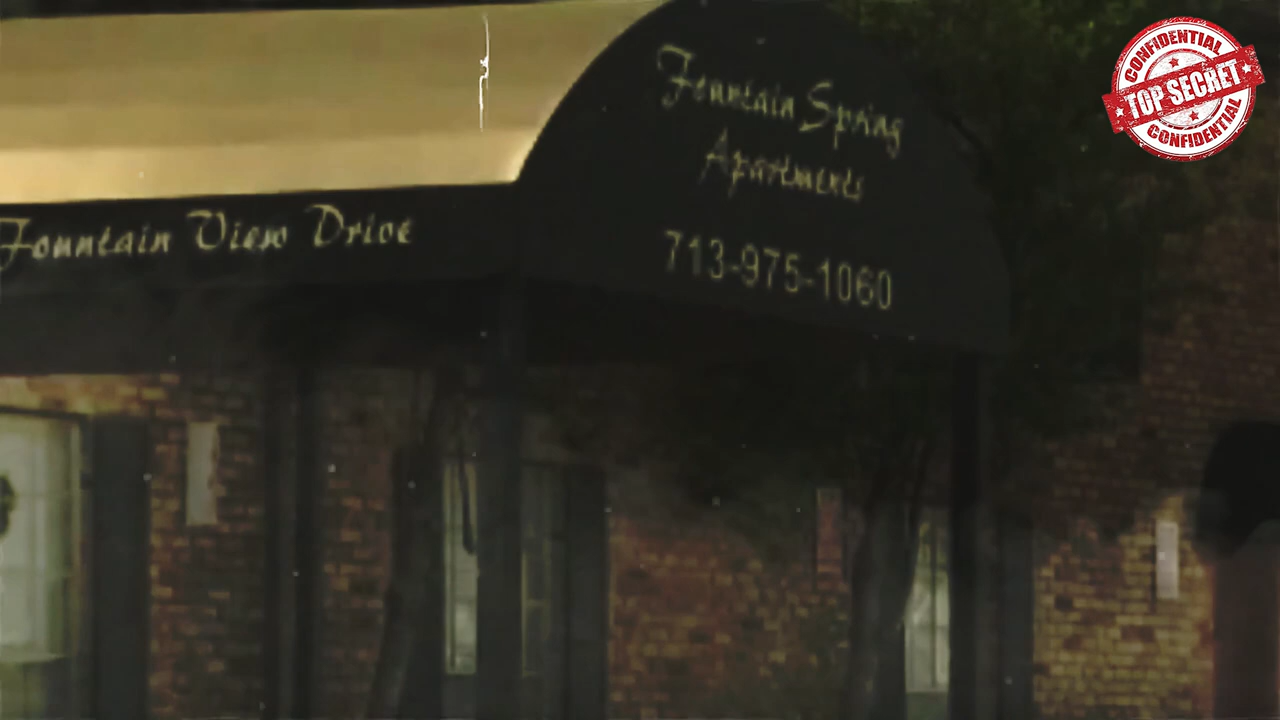 Fountain Spring
Apartments
713-975-1060
Fountain View Drive
CONFIDENTIAL
TOP SECRET
CONFIDENTIAL